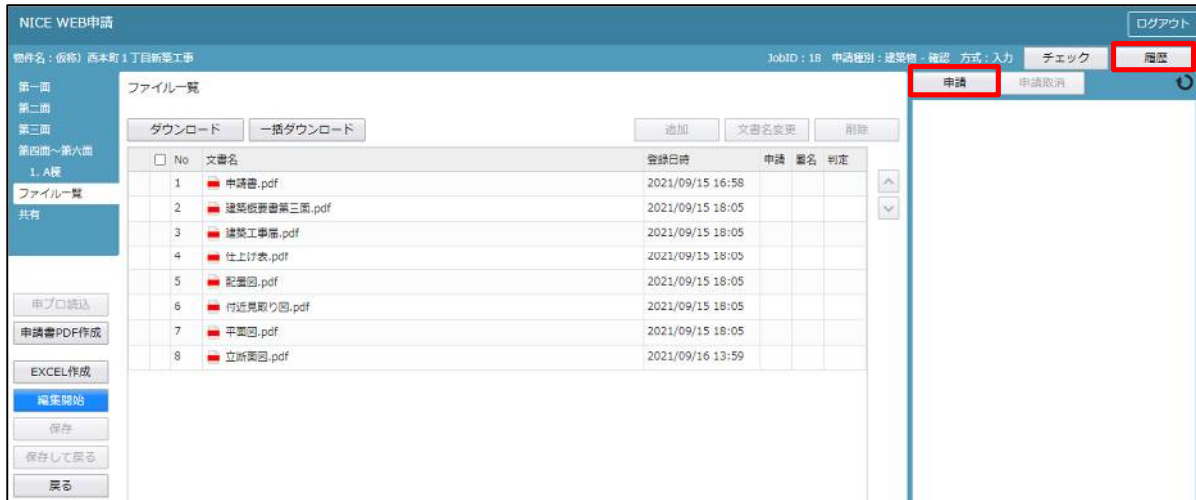 NICE WEB申請
ログアウト
物件名：仮称）西本町１丁目新築工事
JobID：18 申請種別：建築物 - 確認 方式：入力
チェック
履歴
第一面
第二面
第三面
第四面～第六面
1. A棟
ファイル一覧
共有
申プロ読込
申請書PDF作成
EXCEL作成
編集開始
保存
保存して戻る
戻る
ファイル一覧
ダウンロード 一括ダウンロード 追加 文書名変更 削除
No 文書名 登録日時 申請 署名 判定
1 申請書.pdf 2021/09/15 16:58
2 建築概要書第三面.pdf 2021/09/15 18:05
3 建築工事届.pdf 2021/09/15 18:05
4 仕上げ表.pdf 2021/09/15 18:05
5 配置図.pdf 2021/09/15 18:05
6 付近見取り図.pdf 2021/09/15 18:05
7 平面図.pdf 2021/09/15 18:05
8 立断面図.pdf 2021/09/16 13:59
申請 申請取消